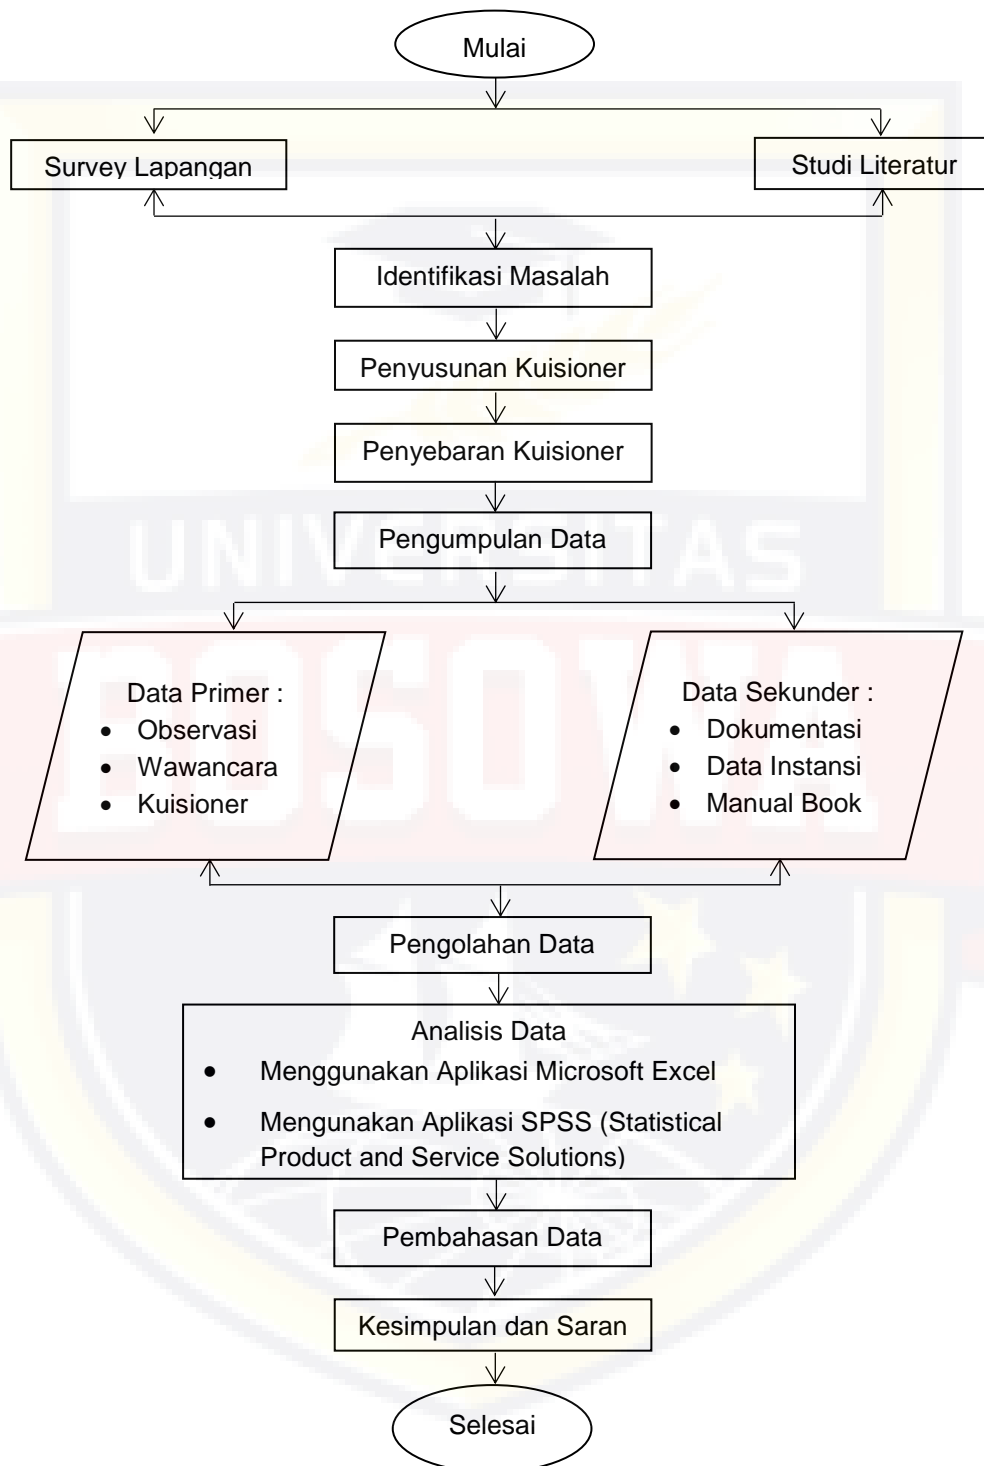 Mulai
Survey Lapangan
Studi Literatur
Identifikasi Masalah
Penyusunan Kuisioner
Penyebaran Kuisioner
Pengumpulan Data
UNIVERSITAS
BOSOWA
Data Primer :
• Observasi
• Wawancara
• Kuisioner
Data Sekunder :
• Dokumentasi
• Data Instansi
• Manual Book
Pengolahan Data
Analisis Data
• Menggunakan Aplikasi Microsoft Excel
• Mengunakan Aplikasi SPSS (Statistical
Product and Service Solutions)
Pembahasan Data
Kesimpulan dan Saran
Selesai